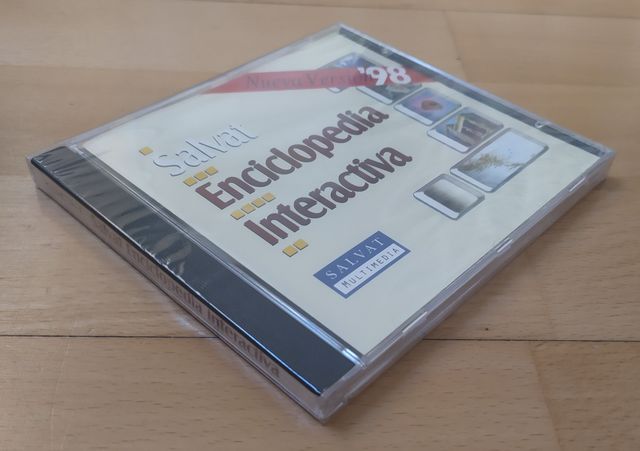 Nueva Versión '98
Salvat
Enciclopedia
Interactiva
SALVAT
MULTIMEDIA
Salvat Enciclopedia Interactiva